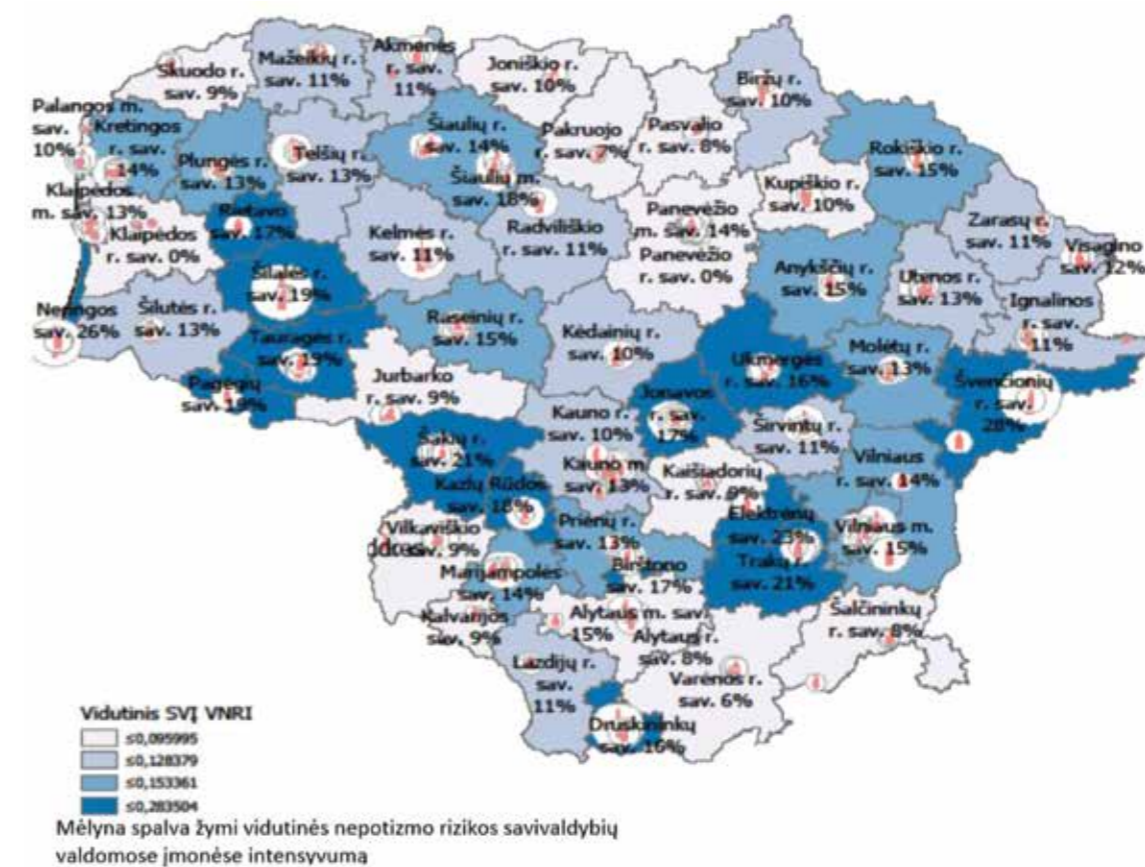 Skuodo r.
sav. 9%
Mažeikių r.
sav. 11%
Akmenės
r. sav.
11%
Joniškio r.
sav. 10%
Biržų r.
sav. 10%
Palangos m.
sav.
10%
Kretingos
r. sav.
14%
Plungės r.
sav. 13%
Telšių r.
sav. 13%
Šiaulių r.
sav. 14%
Šiaulių m.
sav. 18%
Pakruojo
r. sav. 7%
Pasvalio
r. sav. 8%
Rokiškio r.
sav. 15%
Kupiškio r.
sav. 10%
Klaipėdos
m. sav. 13%
Klaipėdos
r. sav. 0%
Rietavo
sav. 17%
Kelmės r.
sav. 11%
Radviliškio
r. sav. 11%
Panevėžio
m. sav. 14%
Panevėžio
r. sav. 0%
Zarasų r.
sav. 11%
Visagino
sav. 12%
Anykščių r.
sav. 15%
Utenos r.
sav. 13%
Ignalinos
r. sav.
11%
Neringos
sav. 26%
Šilutės r.
sav. 13%
Šilalės r.
sav. 19%
Tauragės r.
sav. 19%
Raseinių r.
sav. 15%
Kėdainių r.
sav. 10%
Ukmergės
r. sav. 16%
Molėtų r.
sav. 13%
Švenčionių
r. sav.
28%
Pagėgių
sav.
Jurbarko
r. sav. 9%
Kauno r.
sav. 10%
Jonavos
r. sav.
17%
Širvintų r.
sav. 11%
Šakių r.
sav. 21%
Kauno m.
sav. 13%
Kaišiadorių
r. sav. 9%
Vilniaus
r. sav. 14%
Kazlų Rūdos
sav. 18%
Elektrėnų
sav. 23%
Vilniaus m.
sav. 15%
Vilkaviškio
sav. 9%
Prienų r.
sav. 13%
Trakų r.
sav. 21%
Marijampolės
sav. 14%
Birštono
sav. 17%
Kalvarijos
sav. 9%
Alytaus m. sav.
15%
Alytaus r.
sav. 8%
Šalčininkų
r. sav. 8%
Lazdijų r.
sav.
11%
Varėnos r.
sav. 6%
Druskininkų
sav. 16%
Vidutinis SVĮ VNRI
≤0,095995
≤0,128379
≤0,153361
≤0,283504
Mėlyna spalva žymi vidutinės nepotizmo rizikos savivaldybių
valdomose įmonėse intensyvumą